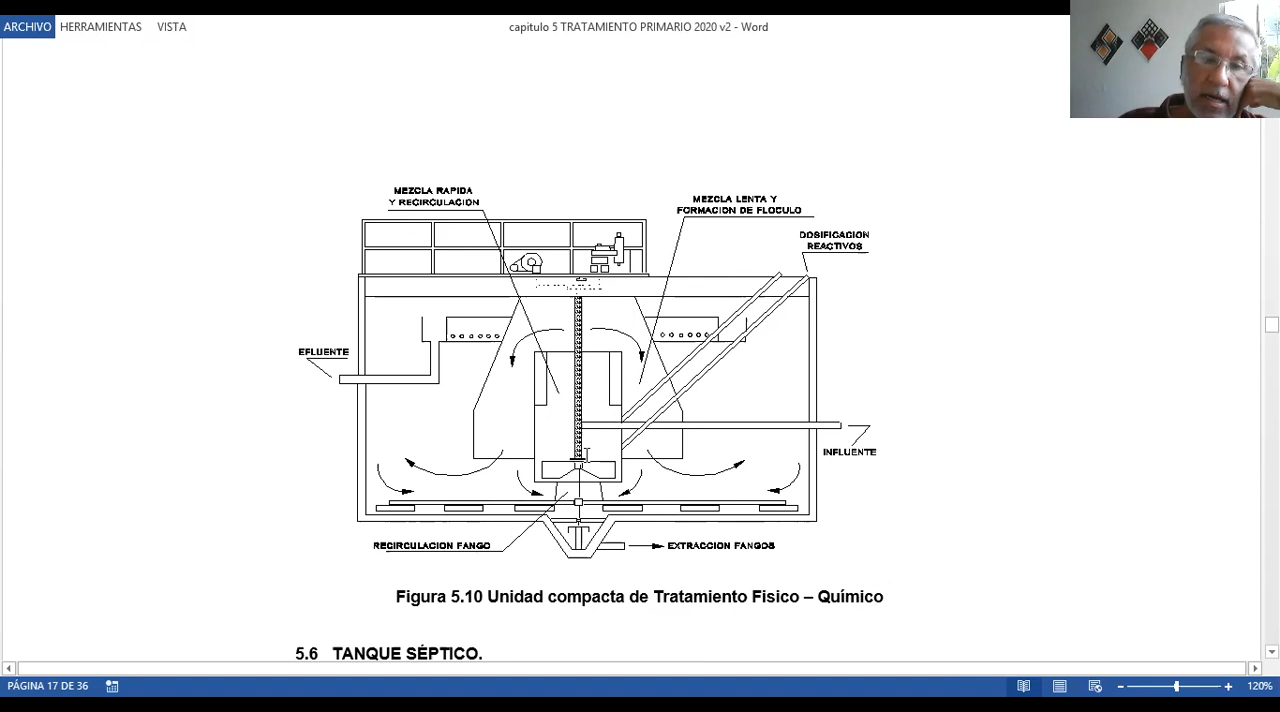 ARCHIVO HERRAMIENTAS VISTA
capitulo 5 TRATAMIENTO PRIMARIO 2020 v2 - Word
MEZCLA RAPIDA
Y RECIRCULACION
MEZCLA LENTA Y
FORMACION DE FLOCULO
DOSIFICACION
REACTIVOS
EFLUENTE
INFLUENTE
RECIRCULACION FANGO
EXTRACCION FANGOS
Figura 5.10 Unidad compacta de Tratamiento Fisico – Químico
5.6 TANQUE SÉPTICO.
PÁGINA 17 DE 36
120%